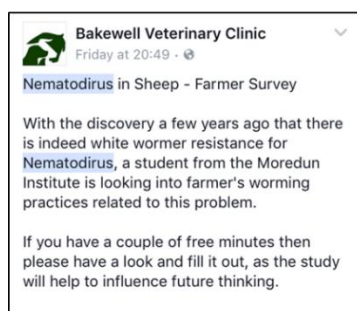 Bakewell Veterinary Clinic
Friday at 20:49 ·
Nematodirus in Sheep - Farmer Survey
With the discovery a few years ago that there
is indeed white wormer resistance for
Nematodirus, a student from the Moredun
Institute is looking into farmer's worming
practices related to this problem.
If you have a couple of free minutes then
please have a look and fill it out, as the study
will help to influence future thinking.